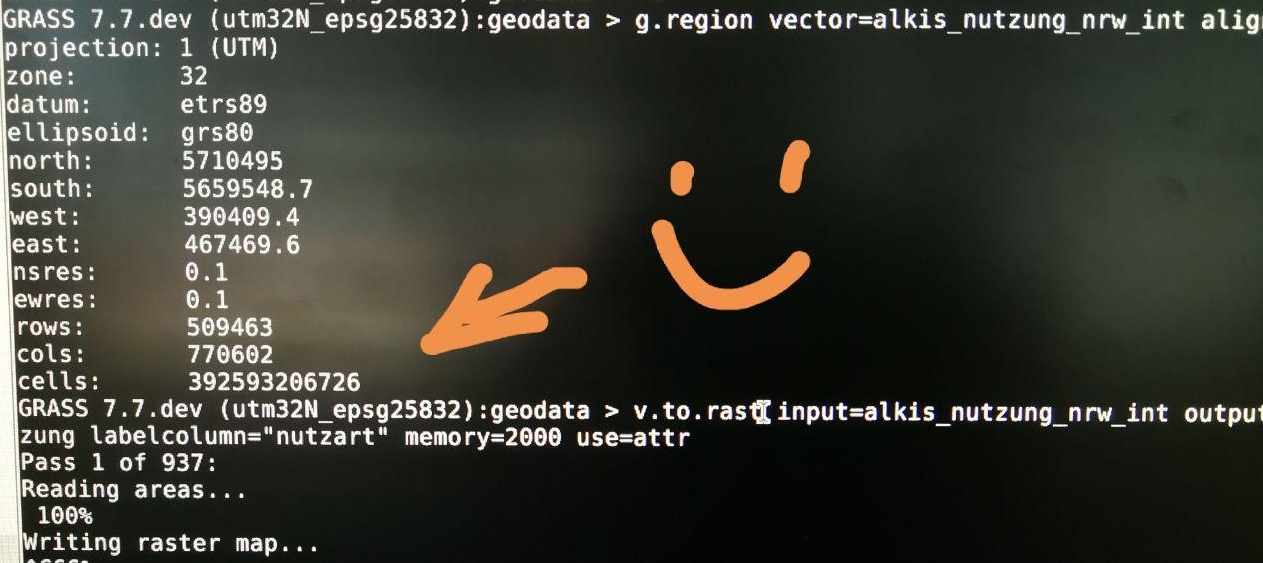 GRASS 7.7.dev (utm32N_epsg25832):geodata > g.region vector=alkis_nutzung_nrw_int
projection: 1 (UTM)
zone: 32
datum: etrs89
ellipsoid: grs80
north: 5710495
south: 5659548.7
west: 390409.4
east: 467469.6
nsres: 0.1
ewres: 0.1
rows: 509463
cols: 770602
cells: 392593206726
GRASS 7.7.dev (utm32N_epsg25832):geodata > v.to.rast input=alkis_nutzung_nrw_int output
zung labelcolumn="nutzart" memory=2000 use=attr
Pass 1 of 937:
Reading areas...
100%
Writing raster map...